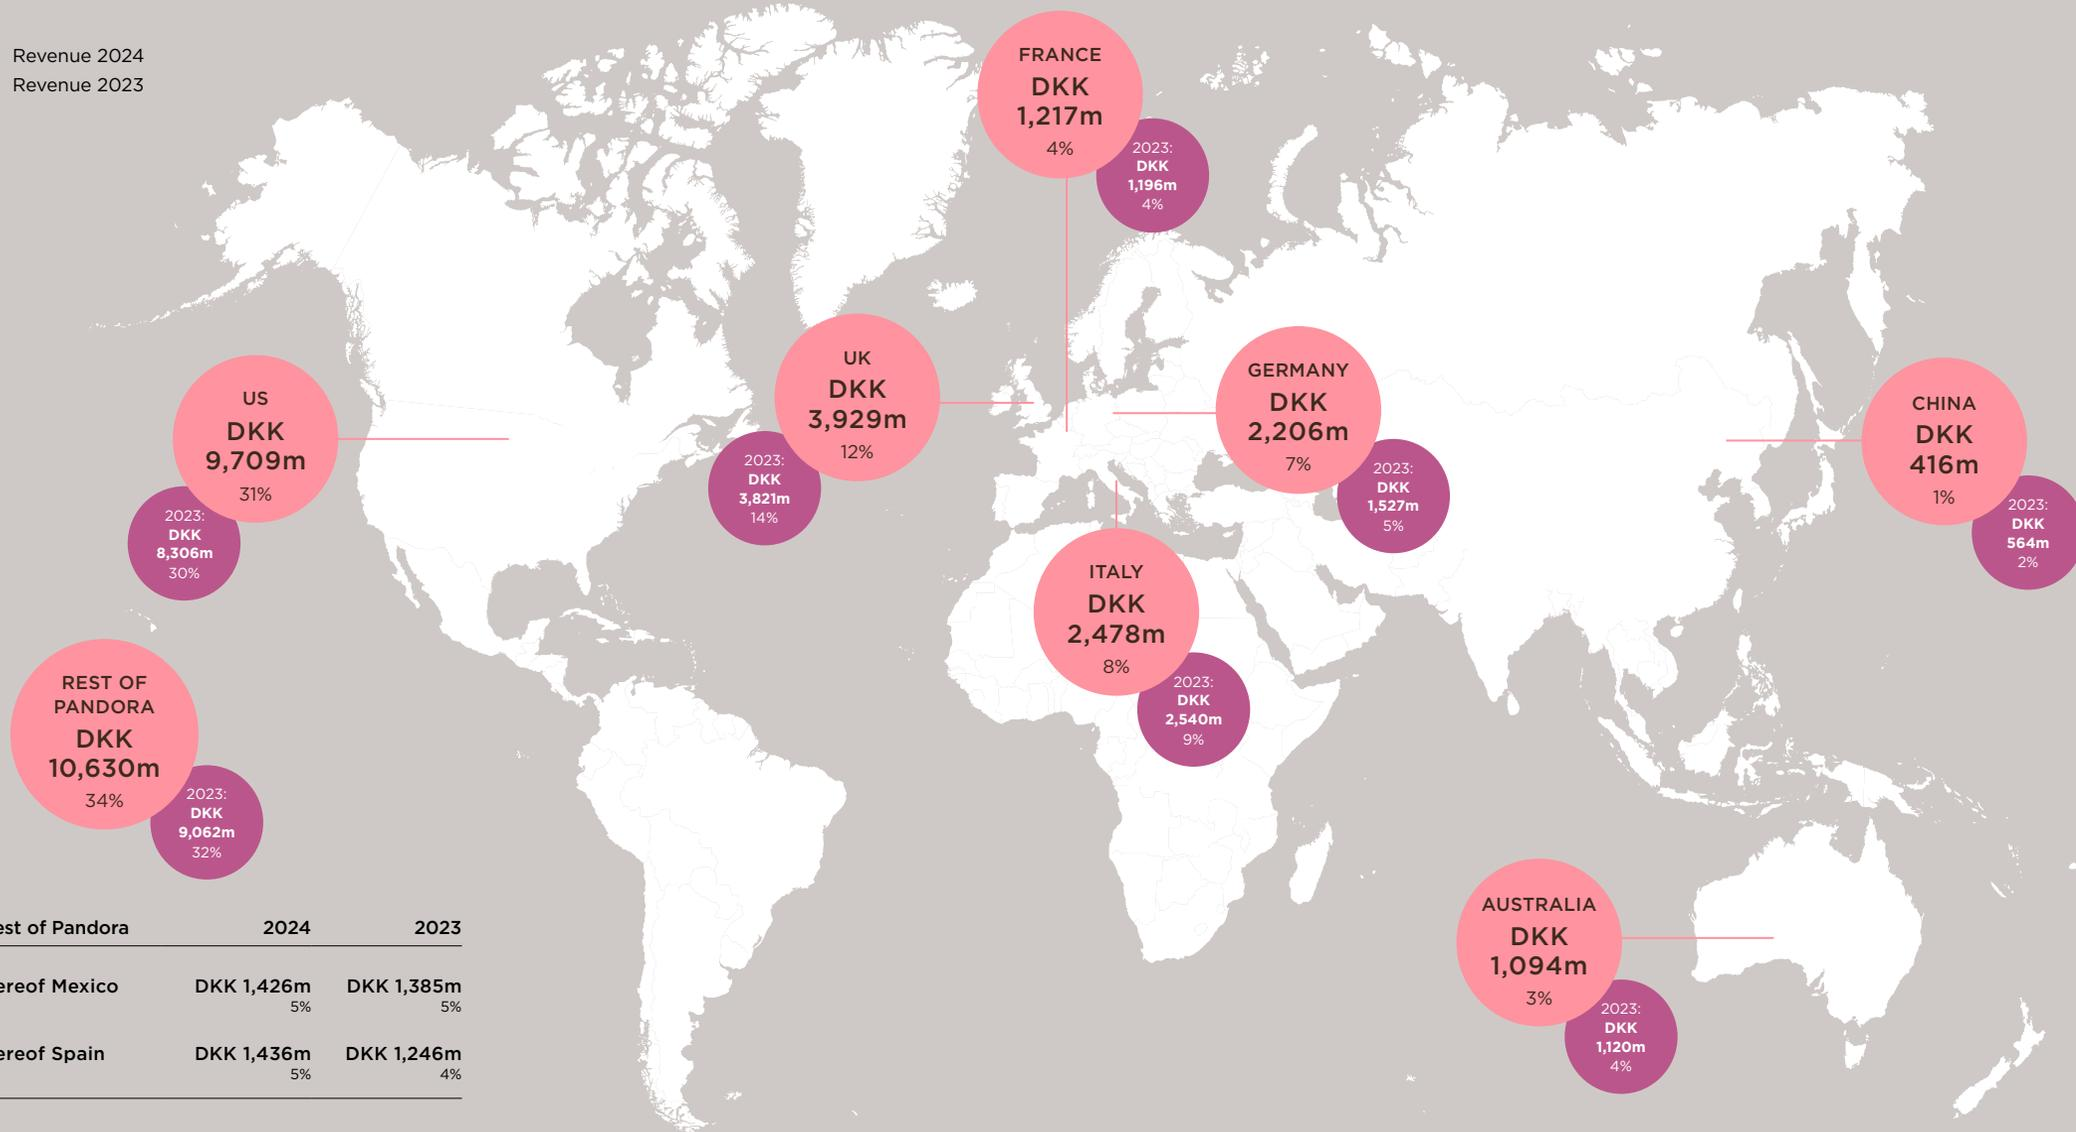 Revenue 2024
Revenue 2023
FRANCE
DKK
1,217m
4%
2023:
DKK
1,196m
4%
UK
DKK
3,929m
12%
2023:
DKK
3,821m
14%
US
DKK
9,709m
31%
2023:
DKK
8,306m
30%
GERMANY
DKK
2,206m
7%
2023:
DKK
1,527m
5%
CHINA
DKK
416m
1%
2023:
DKK
564m
2%
ITALY
DKK
2,478m
8%
2023:
DKK
2,540m
9%
REST OF
PANDORA
DKK
10,630m
34%
2023:
DKK
9,062m
32%
AUSTRALIA
DKK
1,094m
3%
2023:
DKK
1,120m
4%
est of Pandora 2024 2023
ereof Mexico DKK 1,426m DKK 1,385m
5% 5%
ereof Spain DKK 1,436m DKK 1,246m
5% 4%